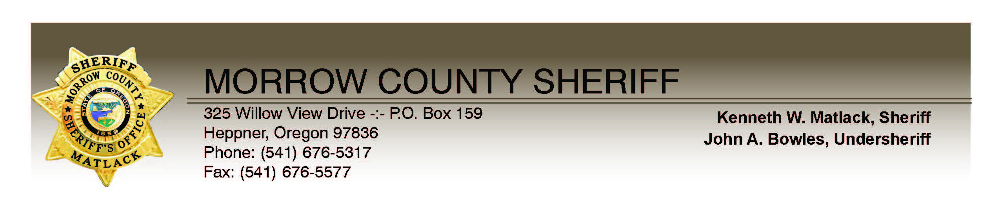 SHERIFF
MORROW COUNTY
STATE OF OREGON
1859
SHERIFF'S OFFICE
MATLACK
MORROW COUNTY SHERIFF
325 Willow View Drive -:- P.O. Box 159
Heppner, Oregon 97836
Phone: (541) 676-5317
Fax: (541) 676-5577
Kenneth W. Matlack, Sheriff
John A. Bowles, Undersheriff